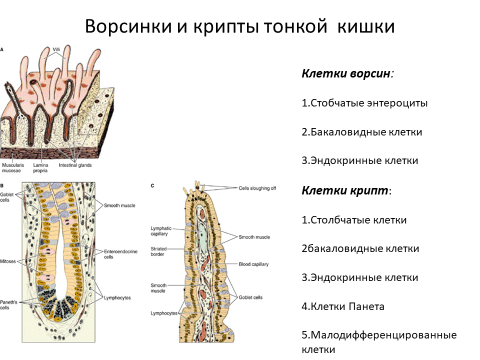 Ворсинки и крипты тонкой кишки
A
Villi
Muscularis mucosae
Lamina propria
Intestinal glands
B
Goblet cells
Smooth muscle
Enteroendocrine cells
Mitoses
Paneth's cells
Lymphocytes
C
Cells sloughing off
Lymphatic capillary
Smooth muscle
Striated border
Blood capillary
Smooth muscle
Goblet cells
Lymphocytes
Клетки ворсин:
1.Стобчатые энтероциты
2.Бакаловидные клетки
3.Эндокринные клетки
Клетки крипт:
1.Столбчатые клетки
2бакаловидные клетки
3.Эндокринные клетки
4.Клетки Панета
5.Малодифференцированные
клетки